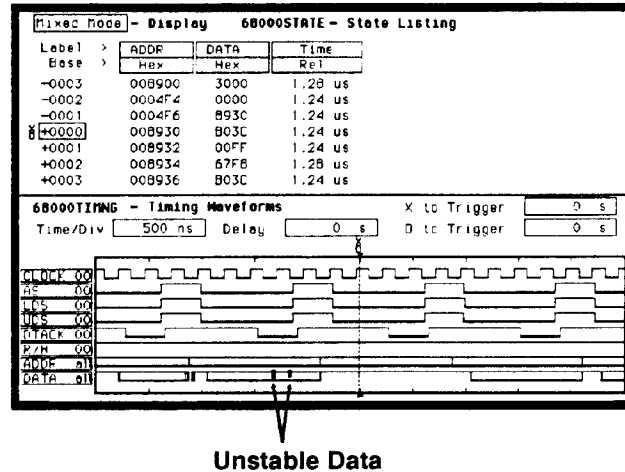 Mixed Mode - Display 68000STATE - State Listing
Label > ADDR DATA Time
Base > Hex Hex Rel
-0003 008900 3000 1.28 us
-0002 0004F4 0000 1.24 us
-0001 0004F6 8930 1.24 us
+0000 008930 B03C 1.24 us
+0001 008932 00FF 1.24 us
+0002 008934 67F8 1.28 us
+0003 008936 B03C 1.24 us
68000TIMNG - Timing Waveforms X to Trigger 0 s
Time/Div 500 ns Delay 0 s O to Trigger 0 s
CLOCK 00
AS 00
LDS 00
UDS 00
DTACK 00
R/W 00
ADDR all
DATA all
Unstable Data